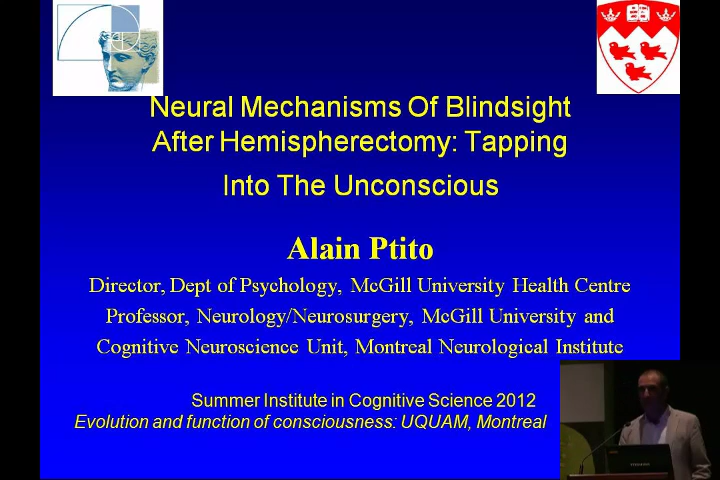 Neural Mechanisms Of Blindsight
After Hemispherectomy: Tapping
Into The Unconscious
Alain Ptito
Director, Dept of Psychology, McGill University Health Centre
Professor, Neurology/Neurosurgery, McGill University and
Cognitive Neuroscience Unit, Montreal Neurological Institute
Summer Institute in Cognitive Science 2012
Evolution and function of consciousness: UQUAM, Montreal